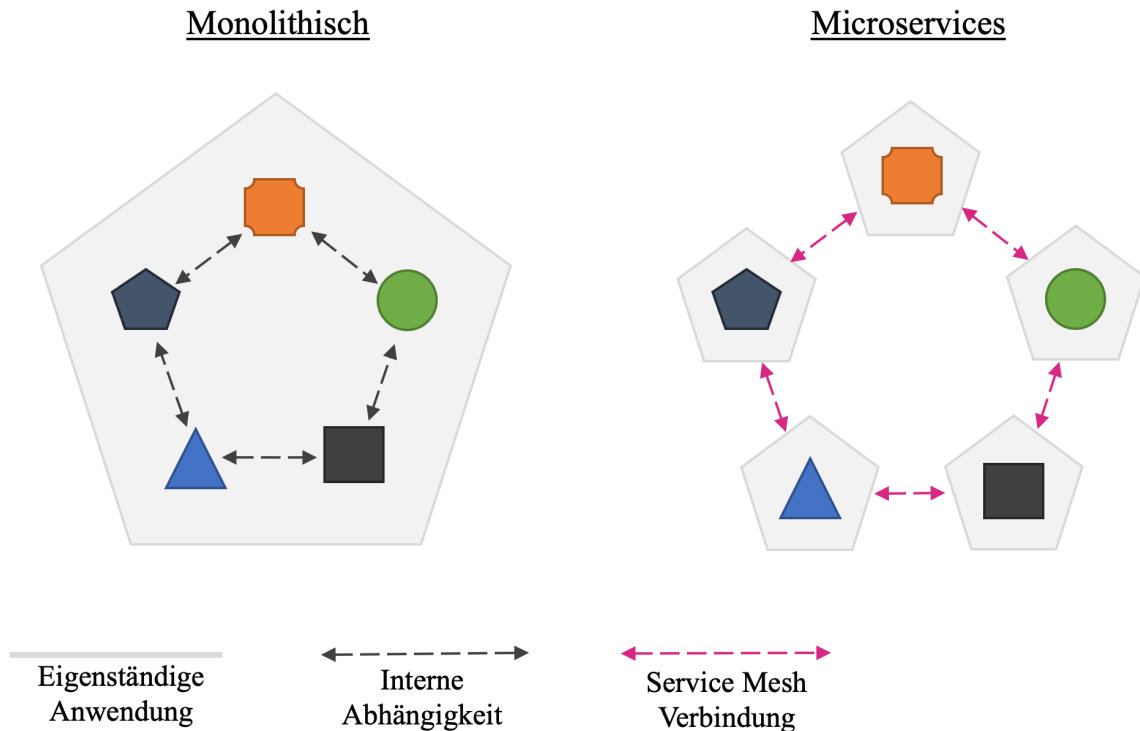 Monolithisch
Microservices
Eigenständige
Anwendung
Interne
Abhängigkeit
Service Mesh
Verbindung